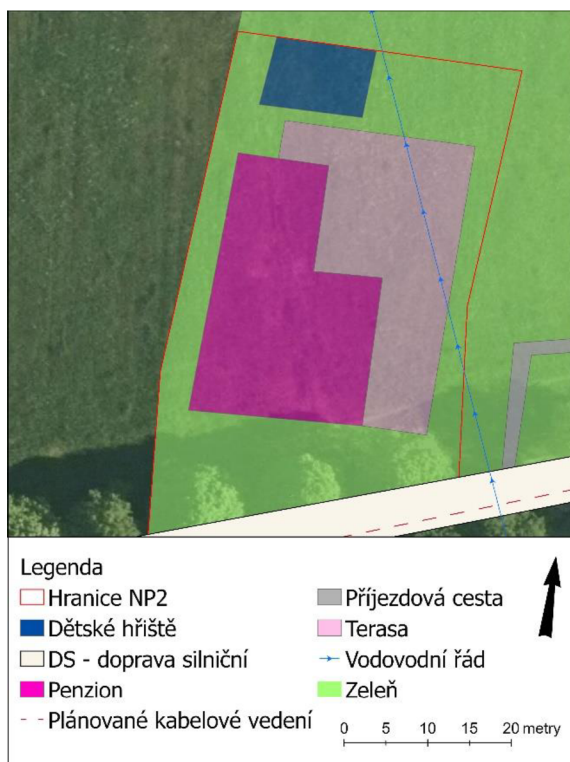 Legenda
Hranice NP2
Dětské hřiště
DS - doprava silniční
Penzion
Plánované kabelové vedení
Příjezdová cesta
Terasa
Vodovodní řád
Zeleň
0 5 10 15 20 metry